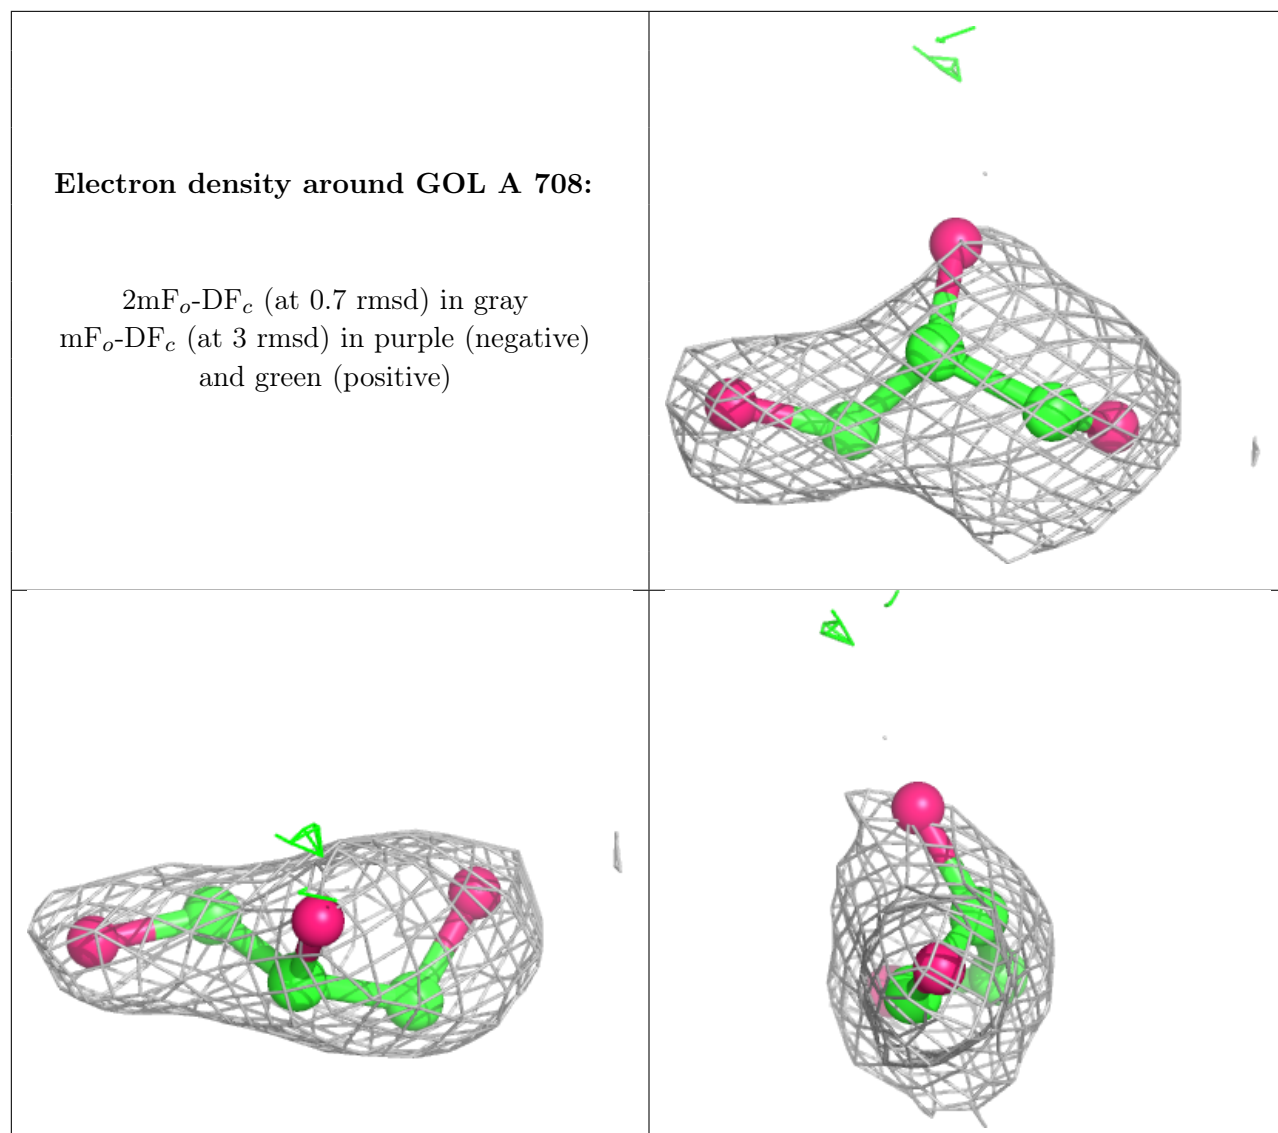 Electron density around GOL A 708:
2mFo-DFc (at 0.7 rmsd) in gray
mFo-DFc (at 3 rmsd) in purple (negative)
and green (positive)